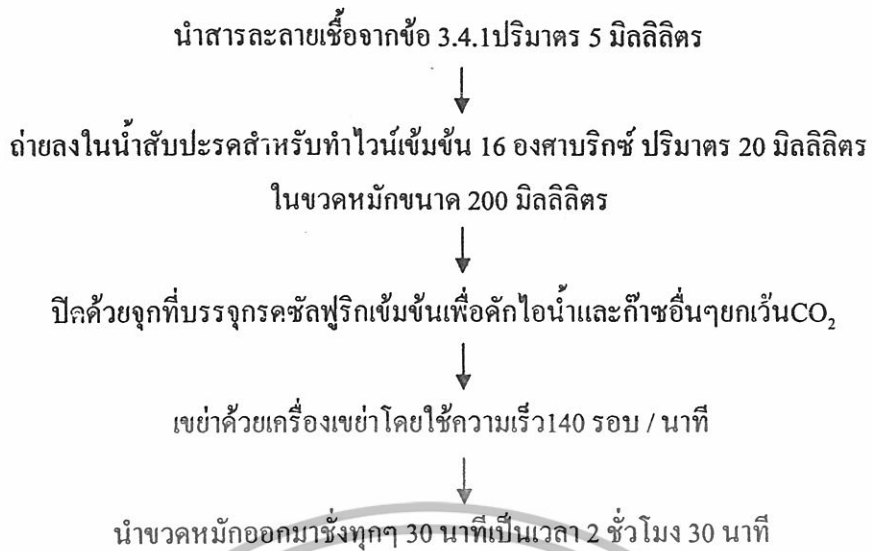 นำสารละลายเชื้อจากข้อ 3.4.1ปริมาตร 5 มิลลิลิตร
ถ่ายลงในน้ำสับปะรดสำหรับทำไวน์เข้มข้น 16 องศาบริกซ์ ปริมาตร 20 มิลลิลิตร
ในขวดหมักขนาด 200 มิลลิลิตร
ปิดด้วยจุกที่บรรจุกรดซัลฟูริกเข้มข้นเพื่อดักไอน้ำและก๊าซอื่นๆยกเว้นCO₂
เขย่าด้วยเครื่องเขย่าโดยใช้ความเร็ว140 รอบ / นาที
นำขวดหมักออกมาชั่งทุกๆ 30 นาทีเป็นเวลา 2 ชั่วโมง 30 นาที